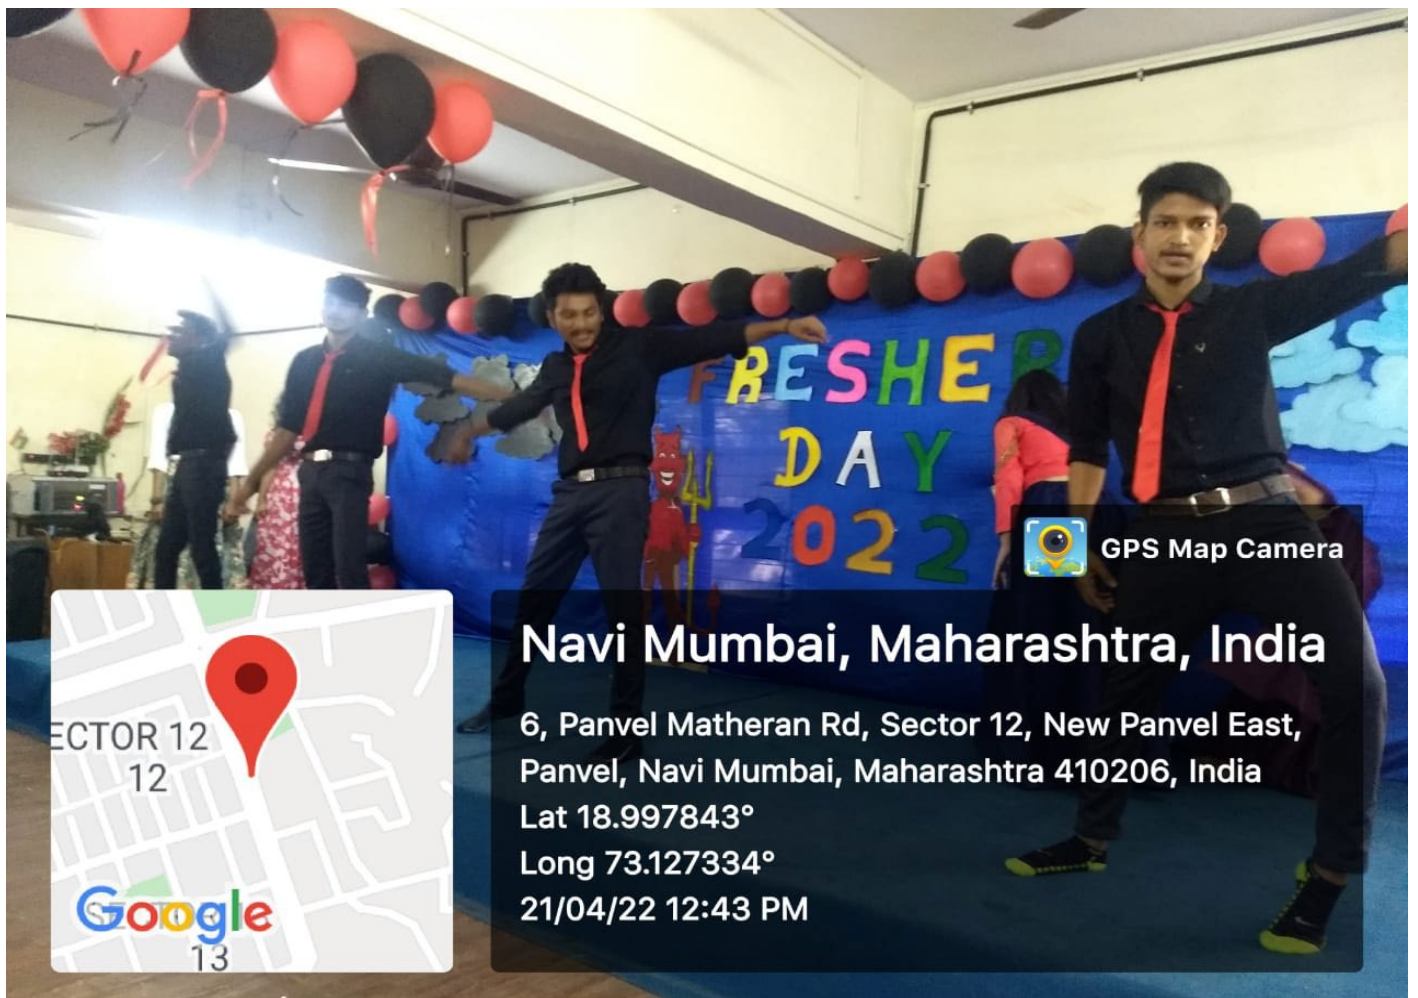 FRESHER
DAY
2022
GPS Map Camera
Navi Mumbai, Maharashtra, India
6, Panvel Matheran Rd, Sector 12, New Panvel East,
Panvel, Navi Mumbai, Maharashtra 410206, India
Lat 18.997843°
Long 73.127334°
21/04/22 12:43 PM
ECTOR 12
12
Google
13